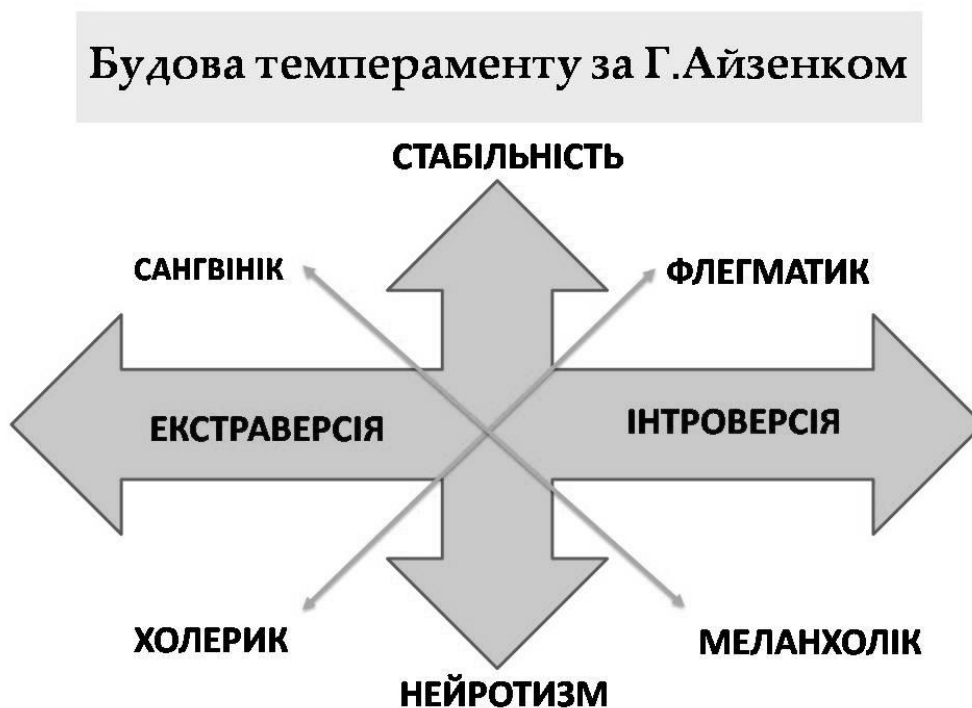 Будова темпераменту за Г.Айзенком
СТАБІЛЬНІСТЬ
САНГВІНІК
ФЛЕГМАТИК
ЕКСТРАВЕРСІЯ
ІНТРОВЕРСІЯ
ХОЛЕРИК
МЕЛАНХОЛІК
НЕЙРОТИЗМ